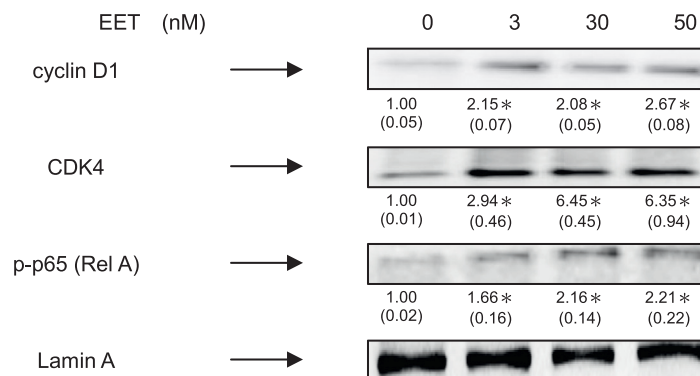 EET (nM) 0 3 30 50
cyclin D1
1.00 2.15* 2.08* 2.67*
(0.05) (0.07) (0.05) (0.08)
CDK4
1.00 2.94* 6.45* 6.35*
(0.01) (0.46) (0.45) (0.94)
p-p65 (Rel A)
1.00 1.66* 2.16* 2.21*
(0.02) (0.16) (0.14) (0.22)
Lamin A